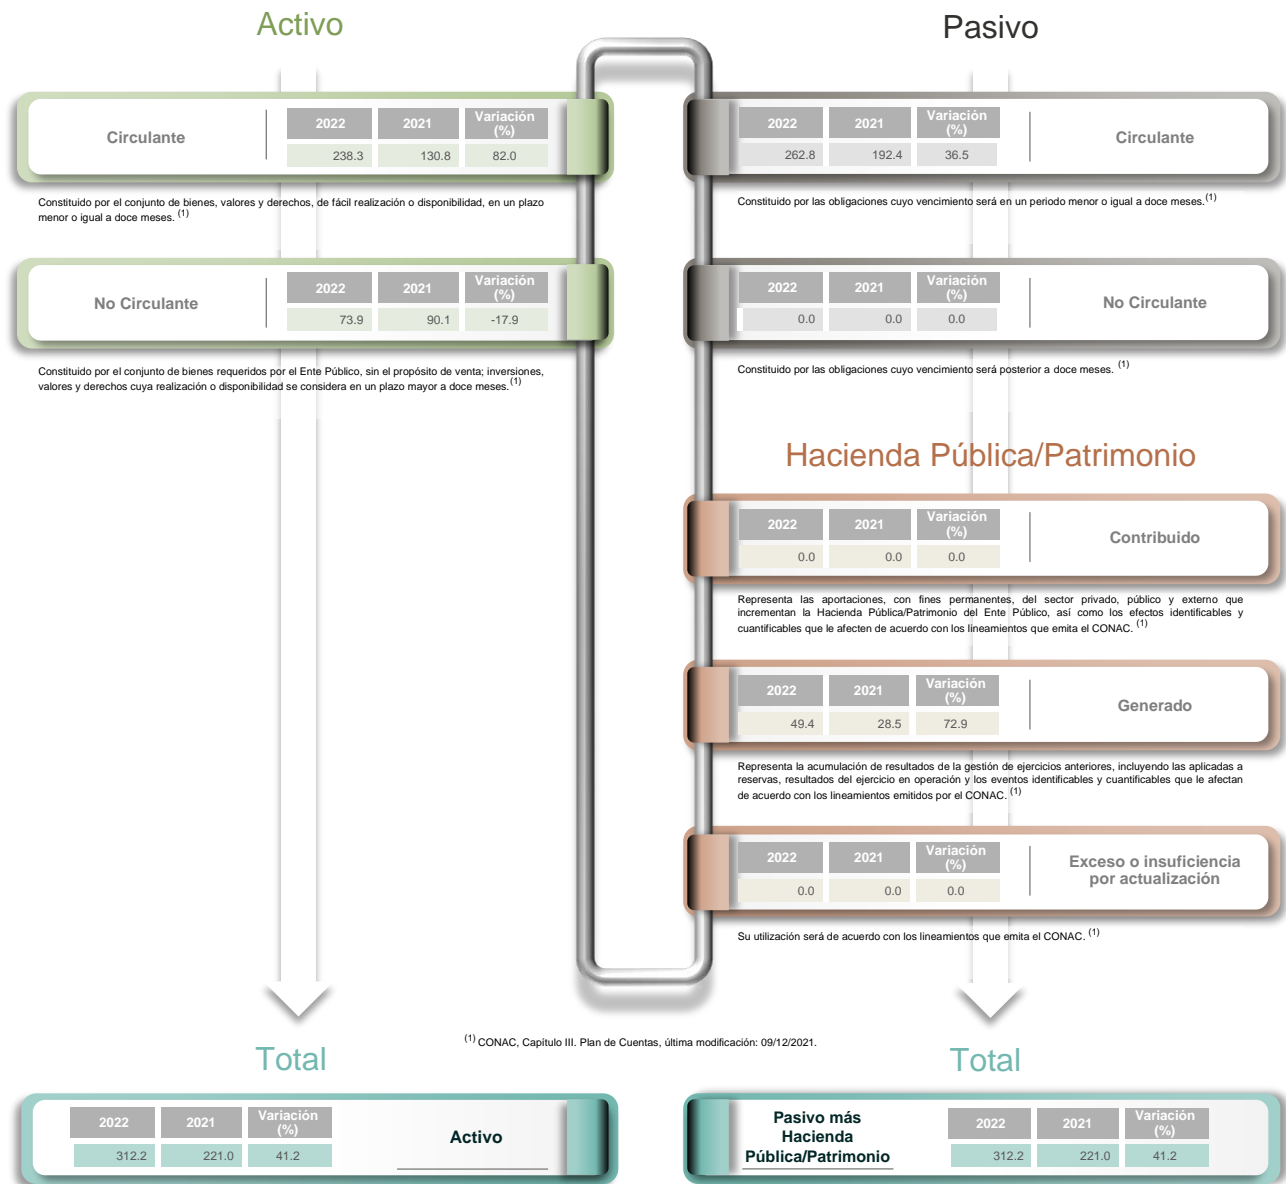 Activo
Circulante
2022 2021 Variación (%)
238.3 130.8 82.0
Constituido por el conjunto de bienes, valores y derechos, de fácil realización o disponibilidad, en un plazo
menor o igual a doce meses. (1)
No Circulante
2022 2021 Variación (%)
73.9 90.1 -17.9
Constituido por el conjunto de bienes requeridos por el Ente Público, sin el propósito de venta; inversiones,
valores y derechos cuya realización o disponibilidad se considera en un plazo mayor a doce meses. (1)
Pasivo
2022 2021 Variación (%)
262.8 192.4 36.5
Circulante
Constituido por las obligaciones cuyo vencimiento será en un periodo menor o igual a doce meses. (1)
2022 2021 Variación (%)
0.0 0.0 0.0
No Circulante
Constituido por las obligaciones cuyo vencimiento será posterior a doce meses. (1)
Hacienda Pública/Patrimonio
2022 2021 Variación (%)
0.0 0.0 0.0
Contribuido
Representa las aportaciones, con fines permanentes, del sector privado, público y externo que
incrementan la Hacienda Pública/Patrimonio del Ente Público, así como los efectos identificables y
cuantificables que le afecten de acuerdo con los lineamientos que emita el CONAC. (1)
2022 2021 Variación (%)
49.4 28.5 72.9
Generado
Representa la acumulación de resultados de la gestión de ejercicios anteriores, incluyendo las aplicadas a
reservas, resultados del ejercicio en operación y los eventos identificables y cuantificables que le afectan
de acuerdo con los lineamientos emitidos por el CONAC. (1)
2022 2021 Variación (%)
0.0 0.0 0.0
Exceso o insuficiencia
por actualización
Su utilización será de acuerdo con los lineamientos que emita el CONAC. (1)
(1) CONAC, Capítulo III. Plan de Cuentas, última modificación: 09/12/2021.
Total
2022 2021 Variación (%)
312.2 221.0 41.2
Activo
Total
Pasivo más
Hacienda
Pública/Patrimonio
2022 2021 Variación (%)
312.2 221.0 41.2